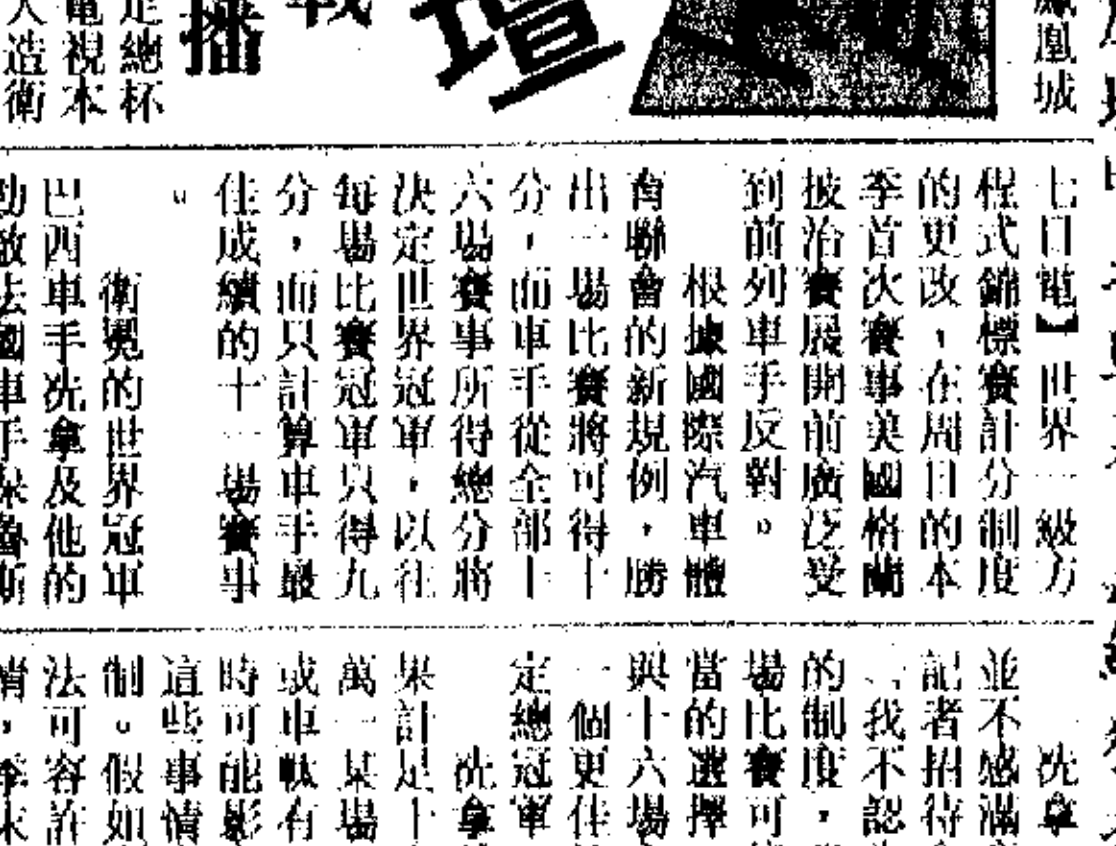 凰城
壇
播
總杯
電視本
造衛
七日電】世界一級方
程式錦標賽計分制度
的更改,在周日的本
季首次賽事美國格蘭
披治賽展開前廣泛受
到前列車手反對。
根據國際汽車體
育聯會的新規例,勝
出一場比賽將可得十
分,而車手從全部十
六場賽事所得總分將
決定世界冠軍,以往
每場比賽冠軍只得九
分,而只計算車手最
佳成績的十一場賽事
。
衛冕的世界冠軍
巴西車手冼拿及他的
勁敵法國車手保魯斯
冼拿
並不感滿
記者招待
「我不認
的制度,
場比賽可
當的選擇
與十六場
一個更佳
定總冠軍
冼拿
果計足十
萬一某場
或車軚有
時可能影
這些事情
制。假如
法可容許
情,季末